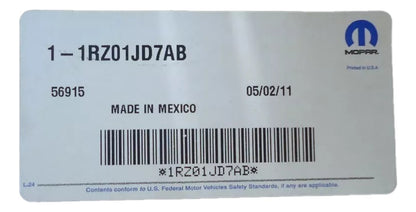 1-1RZ01JD7AB
MOPAR.
Printed in U.S.A.
56915
05/02/11
MADE IN MEXICO
*1RZ01JD7AB*
L.24
Contents conform to U.S. Federal Motor Vehicles Safety Standards, if any are applicable.